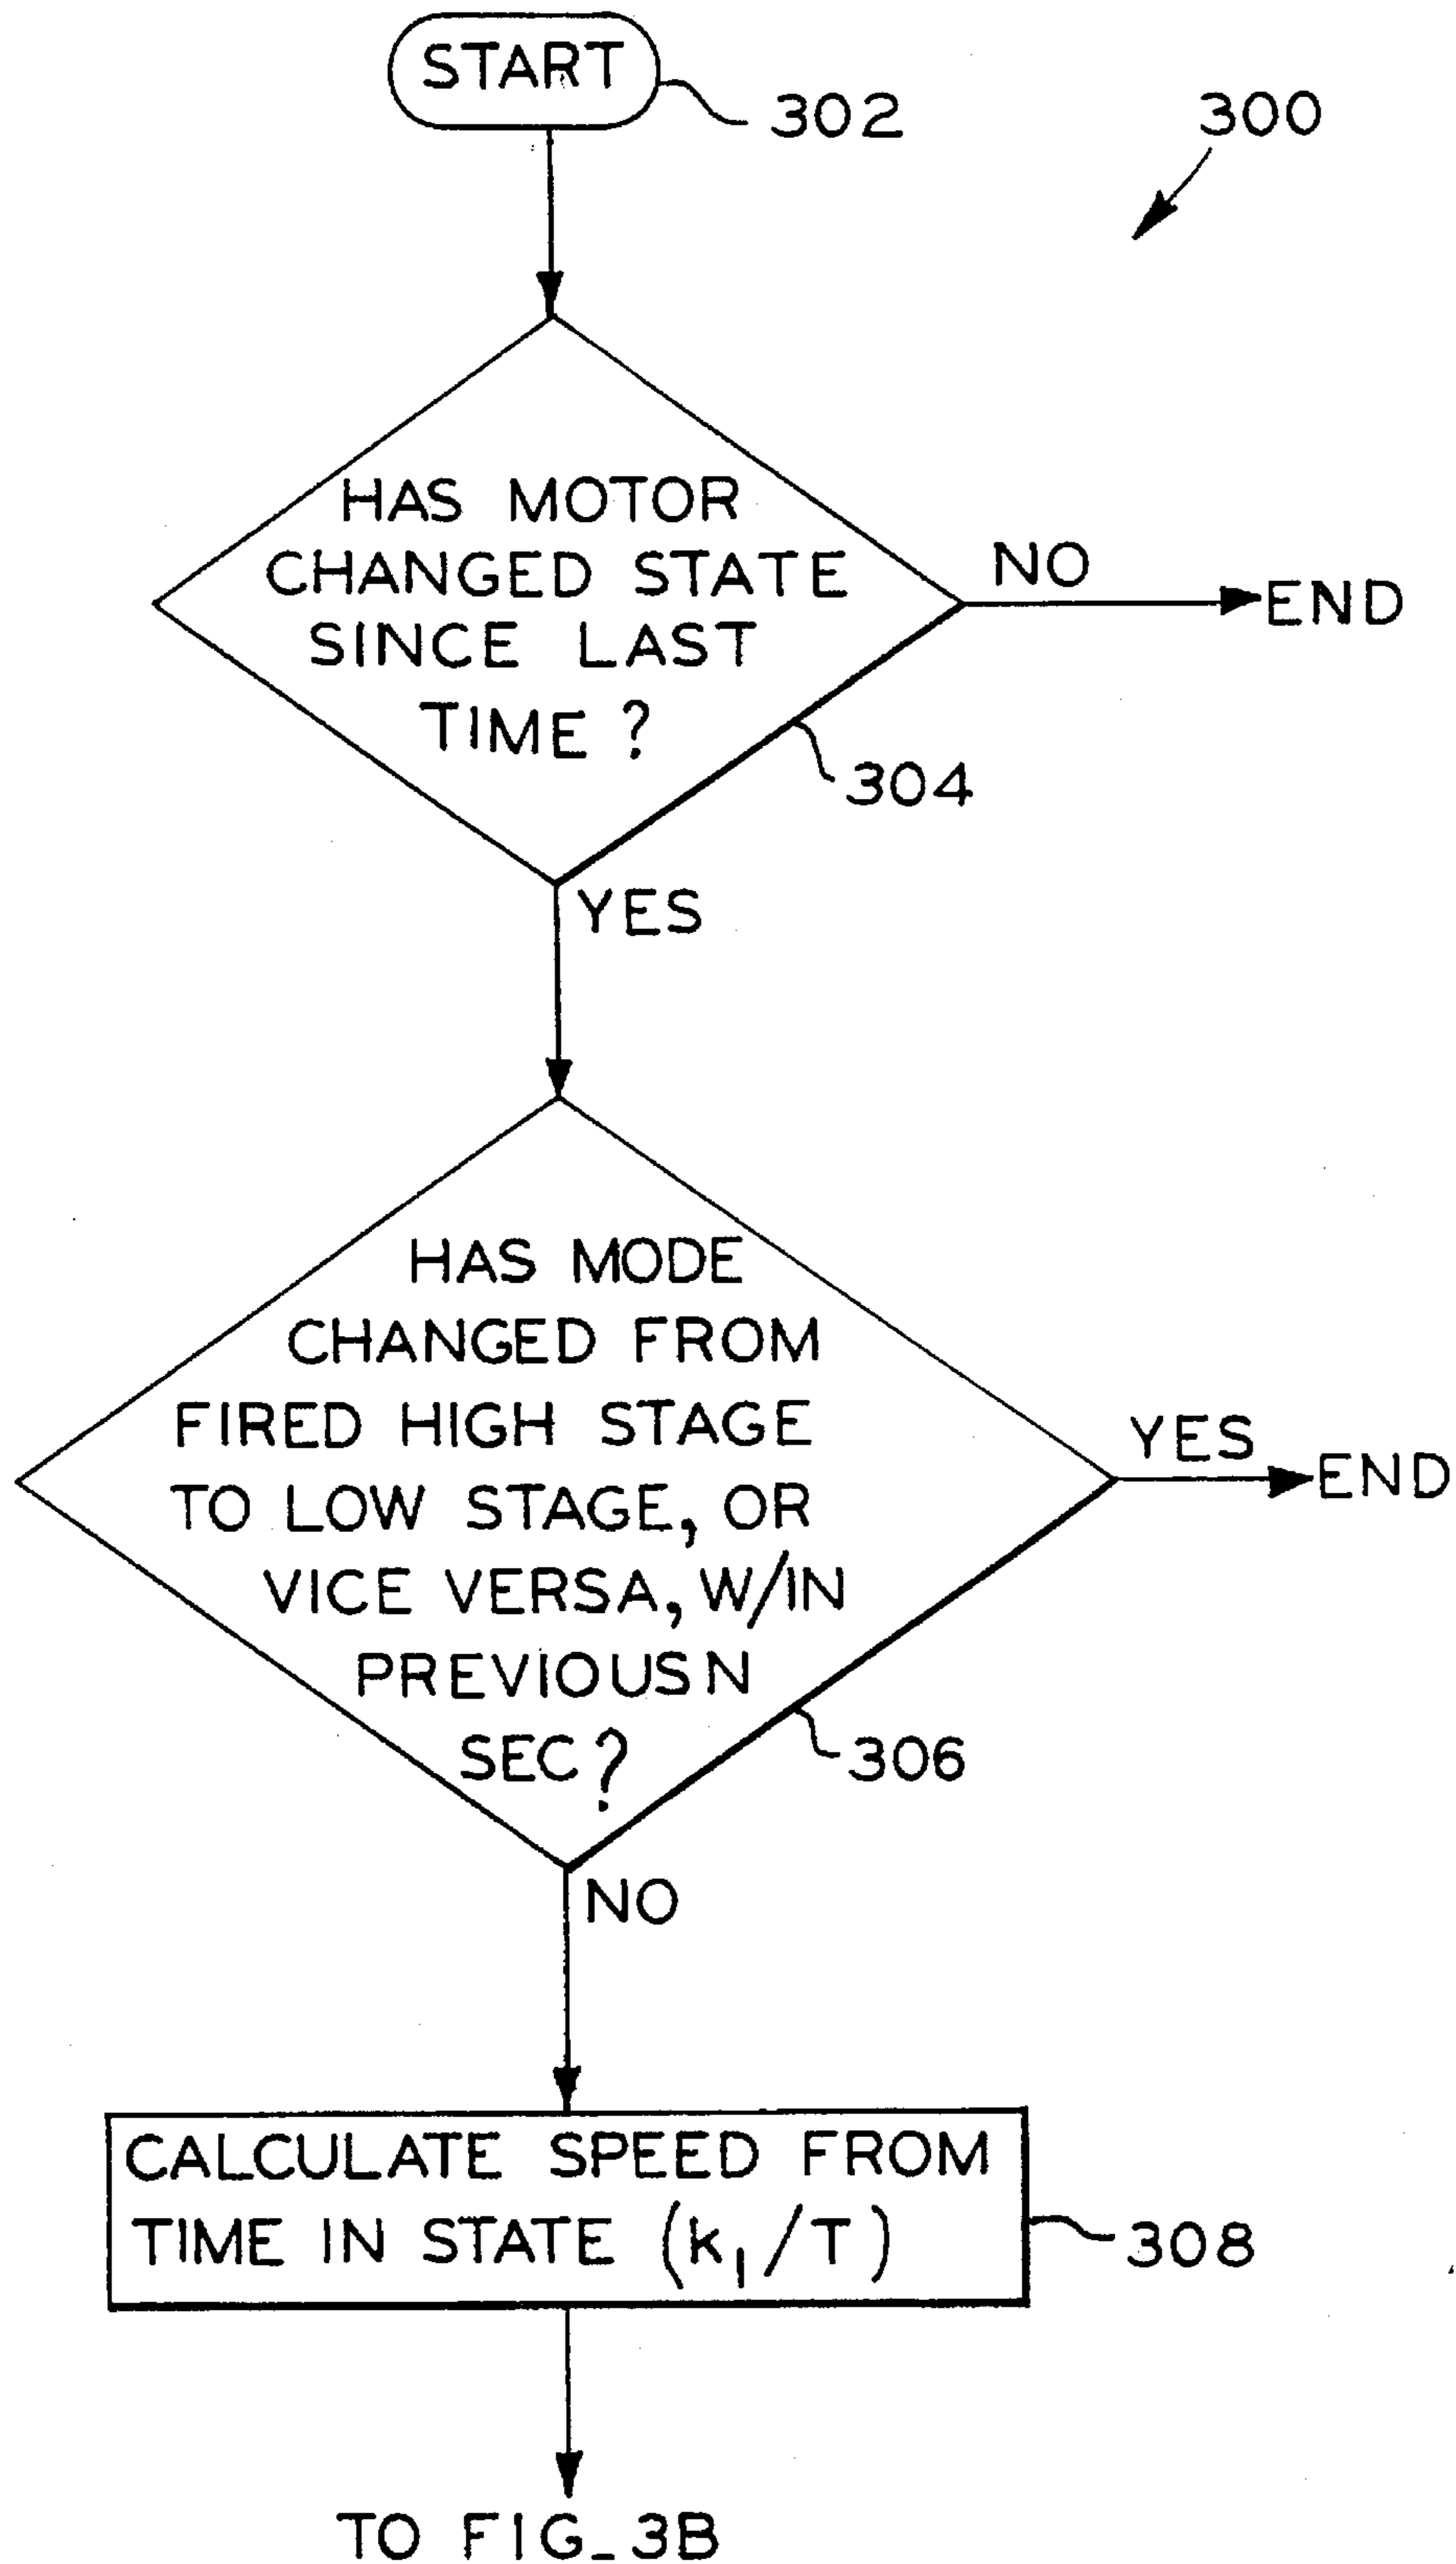 START
302
300
HAS MOTOR
CHANGED STATE
SINCE LAST
TIME?
NO
END
304
YES
HAS MODE
CHANGED FROM
FIRED HIGH STAGE
TO LOW STAGE, OR
VICE VERSA, W/IN
PREVIOUS N
SEC?
YES
END
306
NO
CALCULATE SPEED FROM
TIME IN STATE (k₁/T)
308
TO FIG_3B